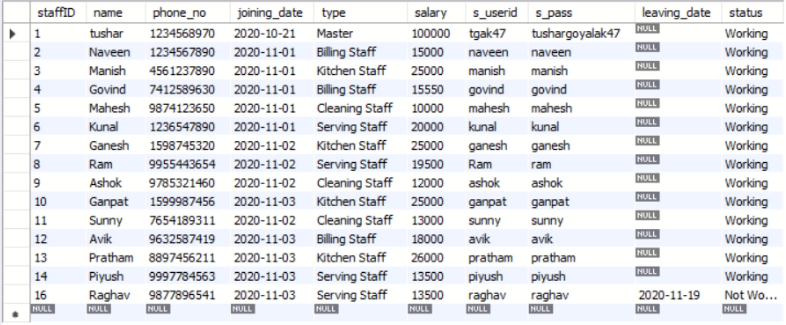 staffID name phone_no joining_date type salary s_userid s_pass leaving_date status
1 tushar 1234568970 2020-10-21 Master 100000 tgak47 tushargoyalak47 NULL Working
2 Naveen 1234567890 2020-11-01 Billing Staff 15000 naveen naveen NULL Working
3 Manish 4561237890 2020-11-01 Kitchen Staff 25000 manish manish NULL Working
4 Govind 7412589630 2020-11-01 Billing Staff 15550 govind govind NULL Working
5 Mahesh 9874123650 2020-11-01 Cleaning Staff 10000 mahesh mahesh NULL Working
6 Kunal 1236547890 2020-11-01 Serving Staff 20000 kunal kunal NULL Working
7 Ganesh 1598745320 2020-11-02 Kitchen Staff 25000 ganesh ganesh NULL Working
8 Ram 9955443654 2020-11-02 Serving Staff 19500 Ram ram NULL Working
9 Ashok 9785321460 2020-11-02 Cleaning Staff 12000 ashok ashok NULL Working
10 Ganpat 1599987456 2020-11-03 Kitchen Staff 25000 ganpat ganpat NULL Working
11 Sunny 7654189311 2020-11-02 Cleaning Staff 13000 sunny sunny NULL Working
12 Avik 9632587419 2020-11-03 Billing Staff 18000 avik avik NULL Working
13 Pratham 8897456211 2020-11-03 Kitchen Staff 26000 pratham pratham NULL Working
14 Piyush 9997784563 2020-11-03 Serving Staff 13500 piyush piyush NULL Working
16 Raghav 9877896541 2020-11-03 Serving Staff 13500 raghav raghav 2020-11-19 Not Wo...
NULL NULL NULL NULL NULL NULL NULL NULL NULL NULL